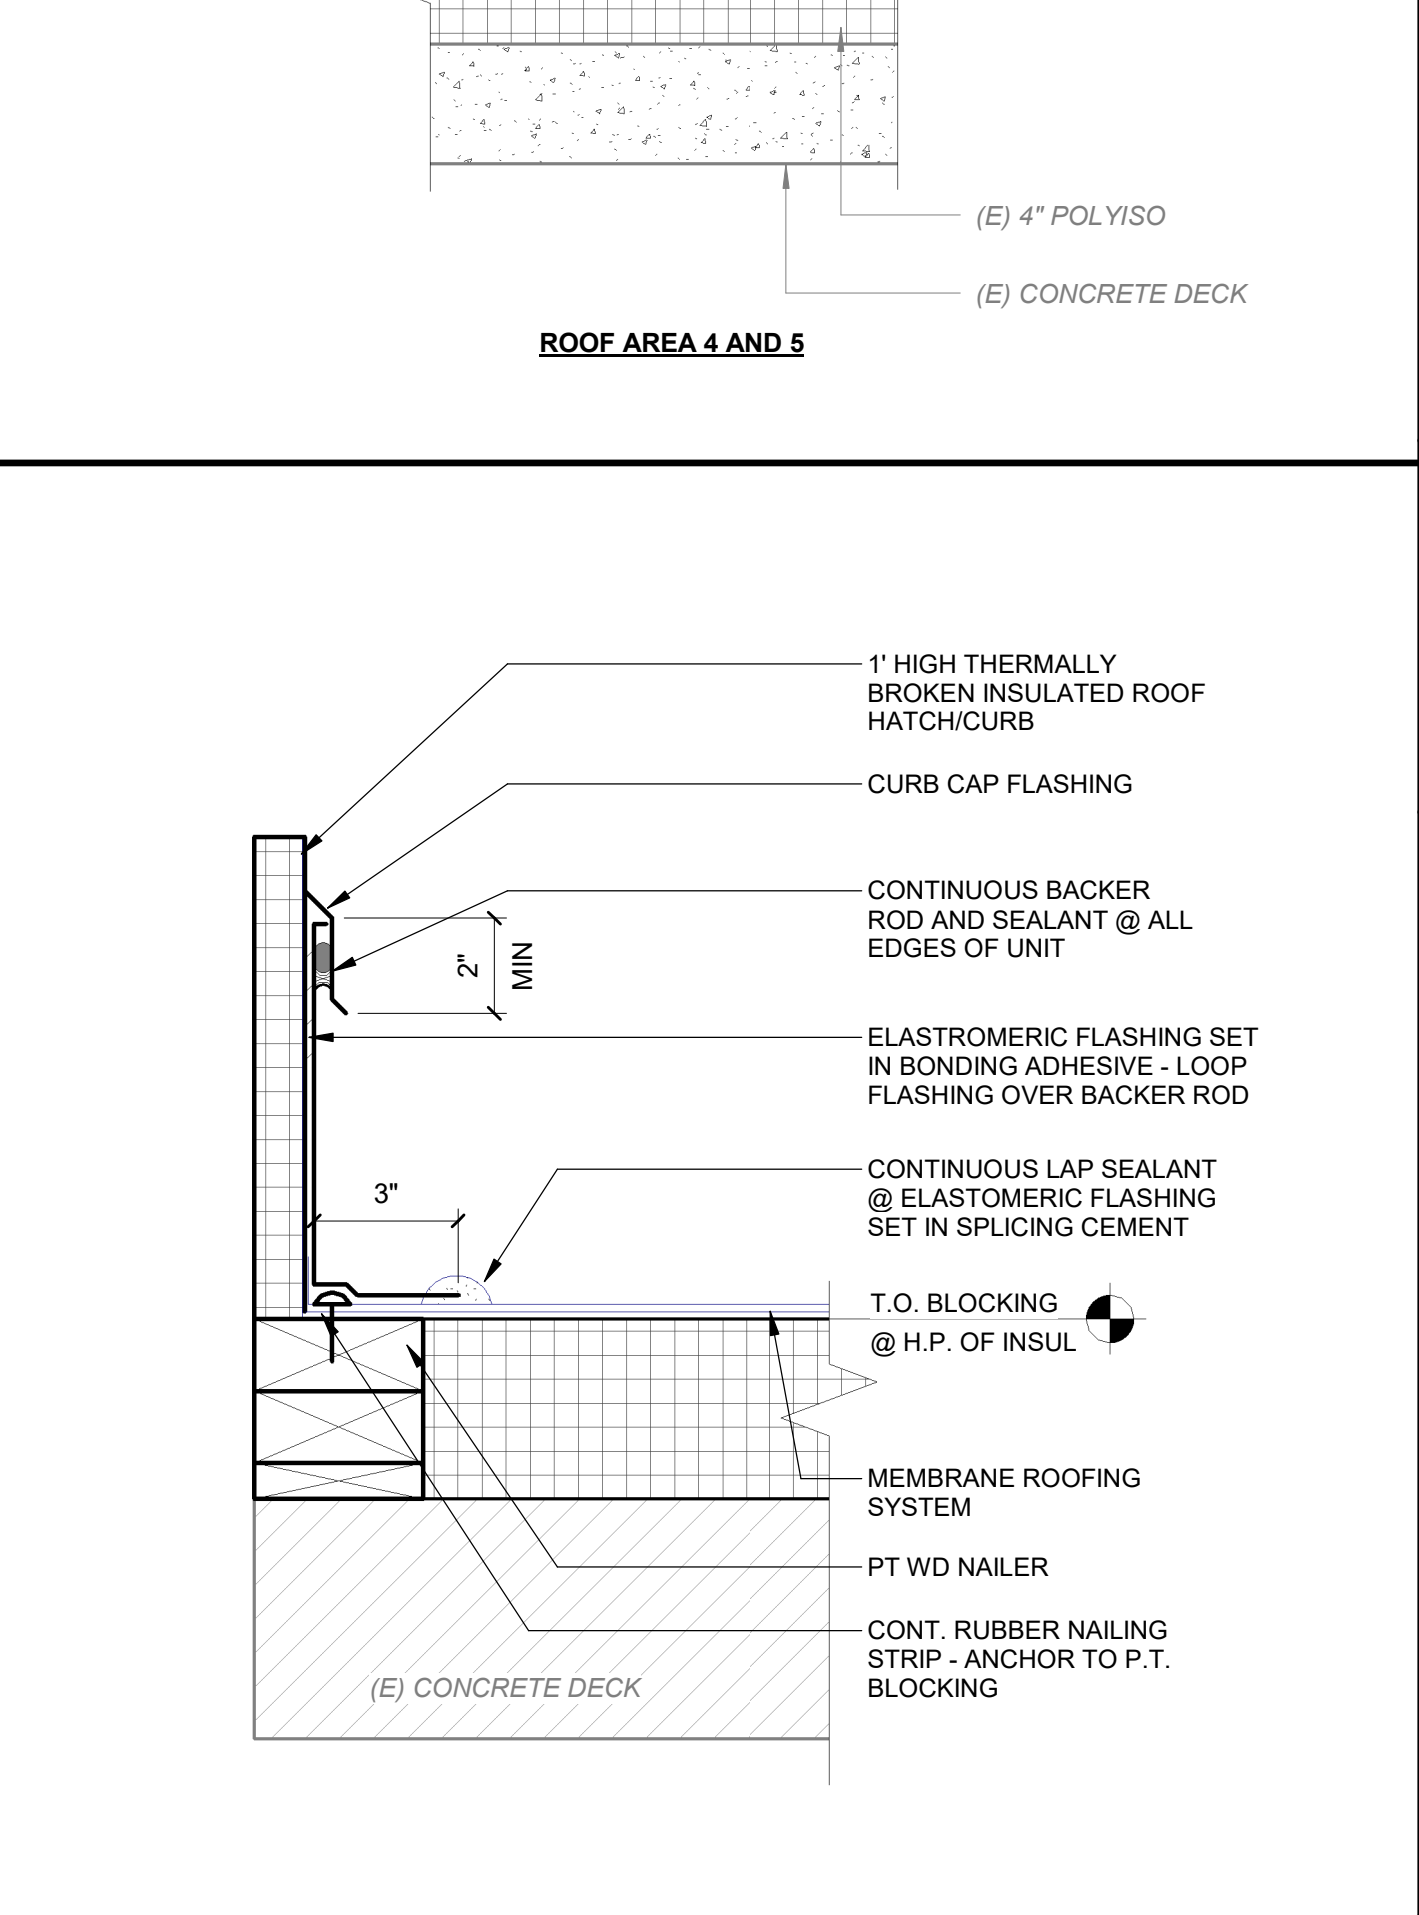 (E) 4" POLYISO
(E) CONCRETE DECK
ROOF AREA 4 AND 5
1' HIGH THERMALLY
BROKEN INSULATED ROOF
HATCH/CURB
CURB CAP FLASHING
CONTINUOUS BACKER
ROD AND SEALANT @ ALL
EDGES OF UNIT
2"
MIN
ELASTROMERIC FLASHING SET
IN BONDING ADHESIVE - LOOP
FLASHING OVER BACKER ROD
CONTINUOUS LAP SEALANT
@ ELASTOMERIC FLASHING
SET IN SPLICING CEMENT
3"
T.O. BLOCKING
@ H.P. OF INSUL
MEMBRANE ROOFING
SYSTEM
PT WD NAILER
CONT. RUBBER NAILING
STRIP - ANCHOR TO P.T.
BLOCKING
(E) CONCRETE DECK